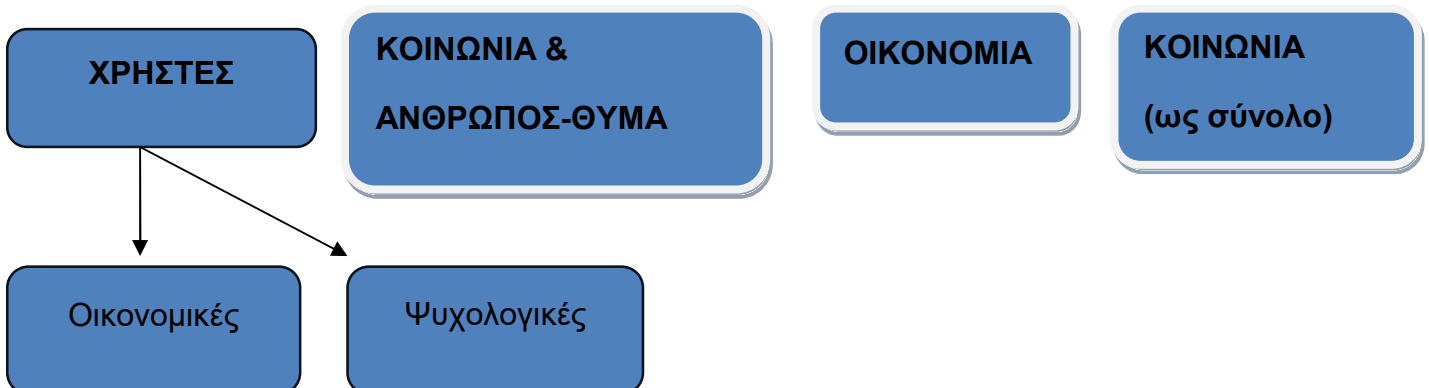 ΧΡΗΣΤΕΣ
ΚΟΙΝΩΝΙΑ &
ΑΝΘΡΩΠΟΣ-ΘΥΜΑ
ΟΙΚΟΝΟΜΙΑ
ΚΟΙΝΩΝΙΑ
(ως σύνολο)
Οικονομικές
Ψυχολογικές